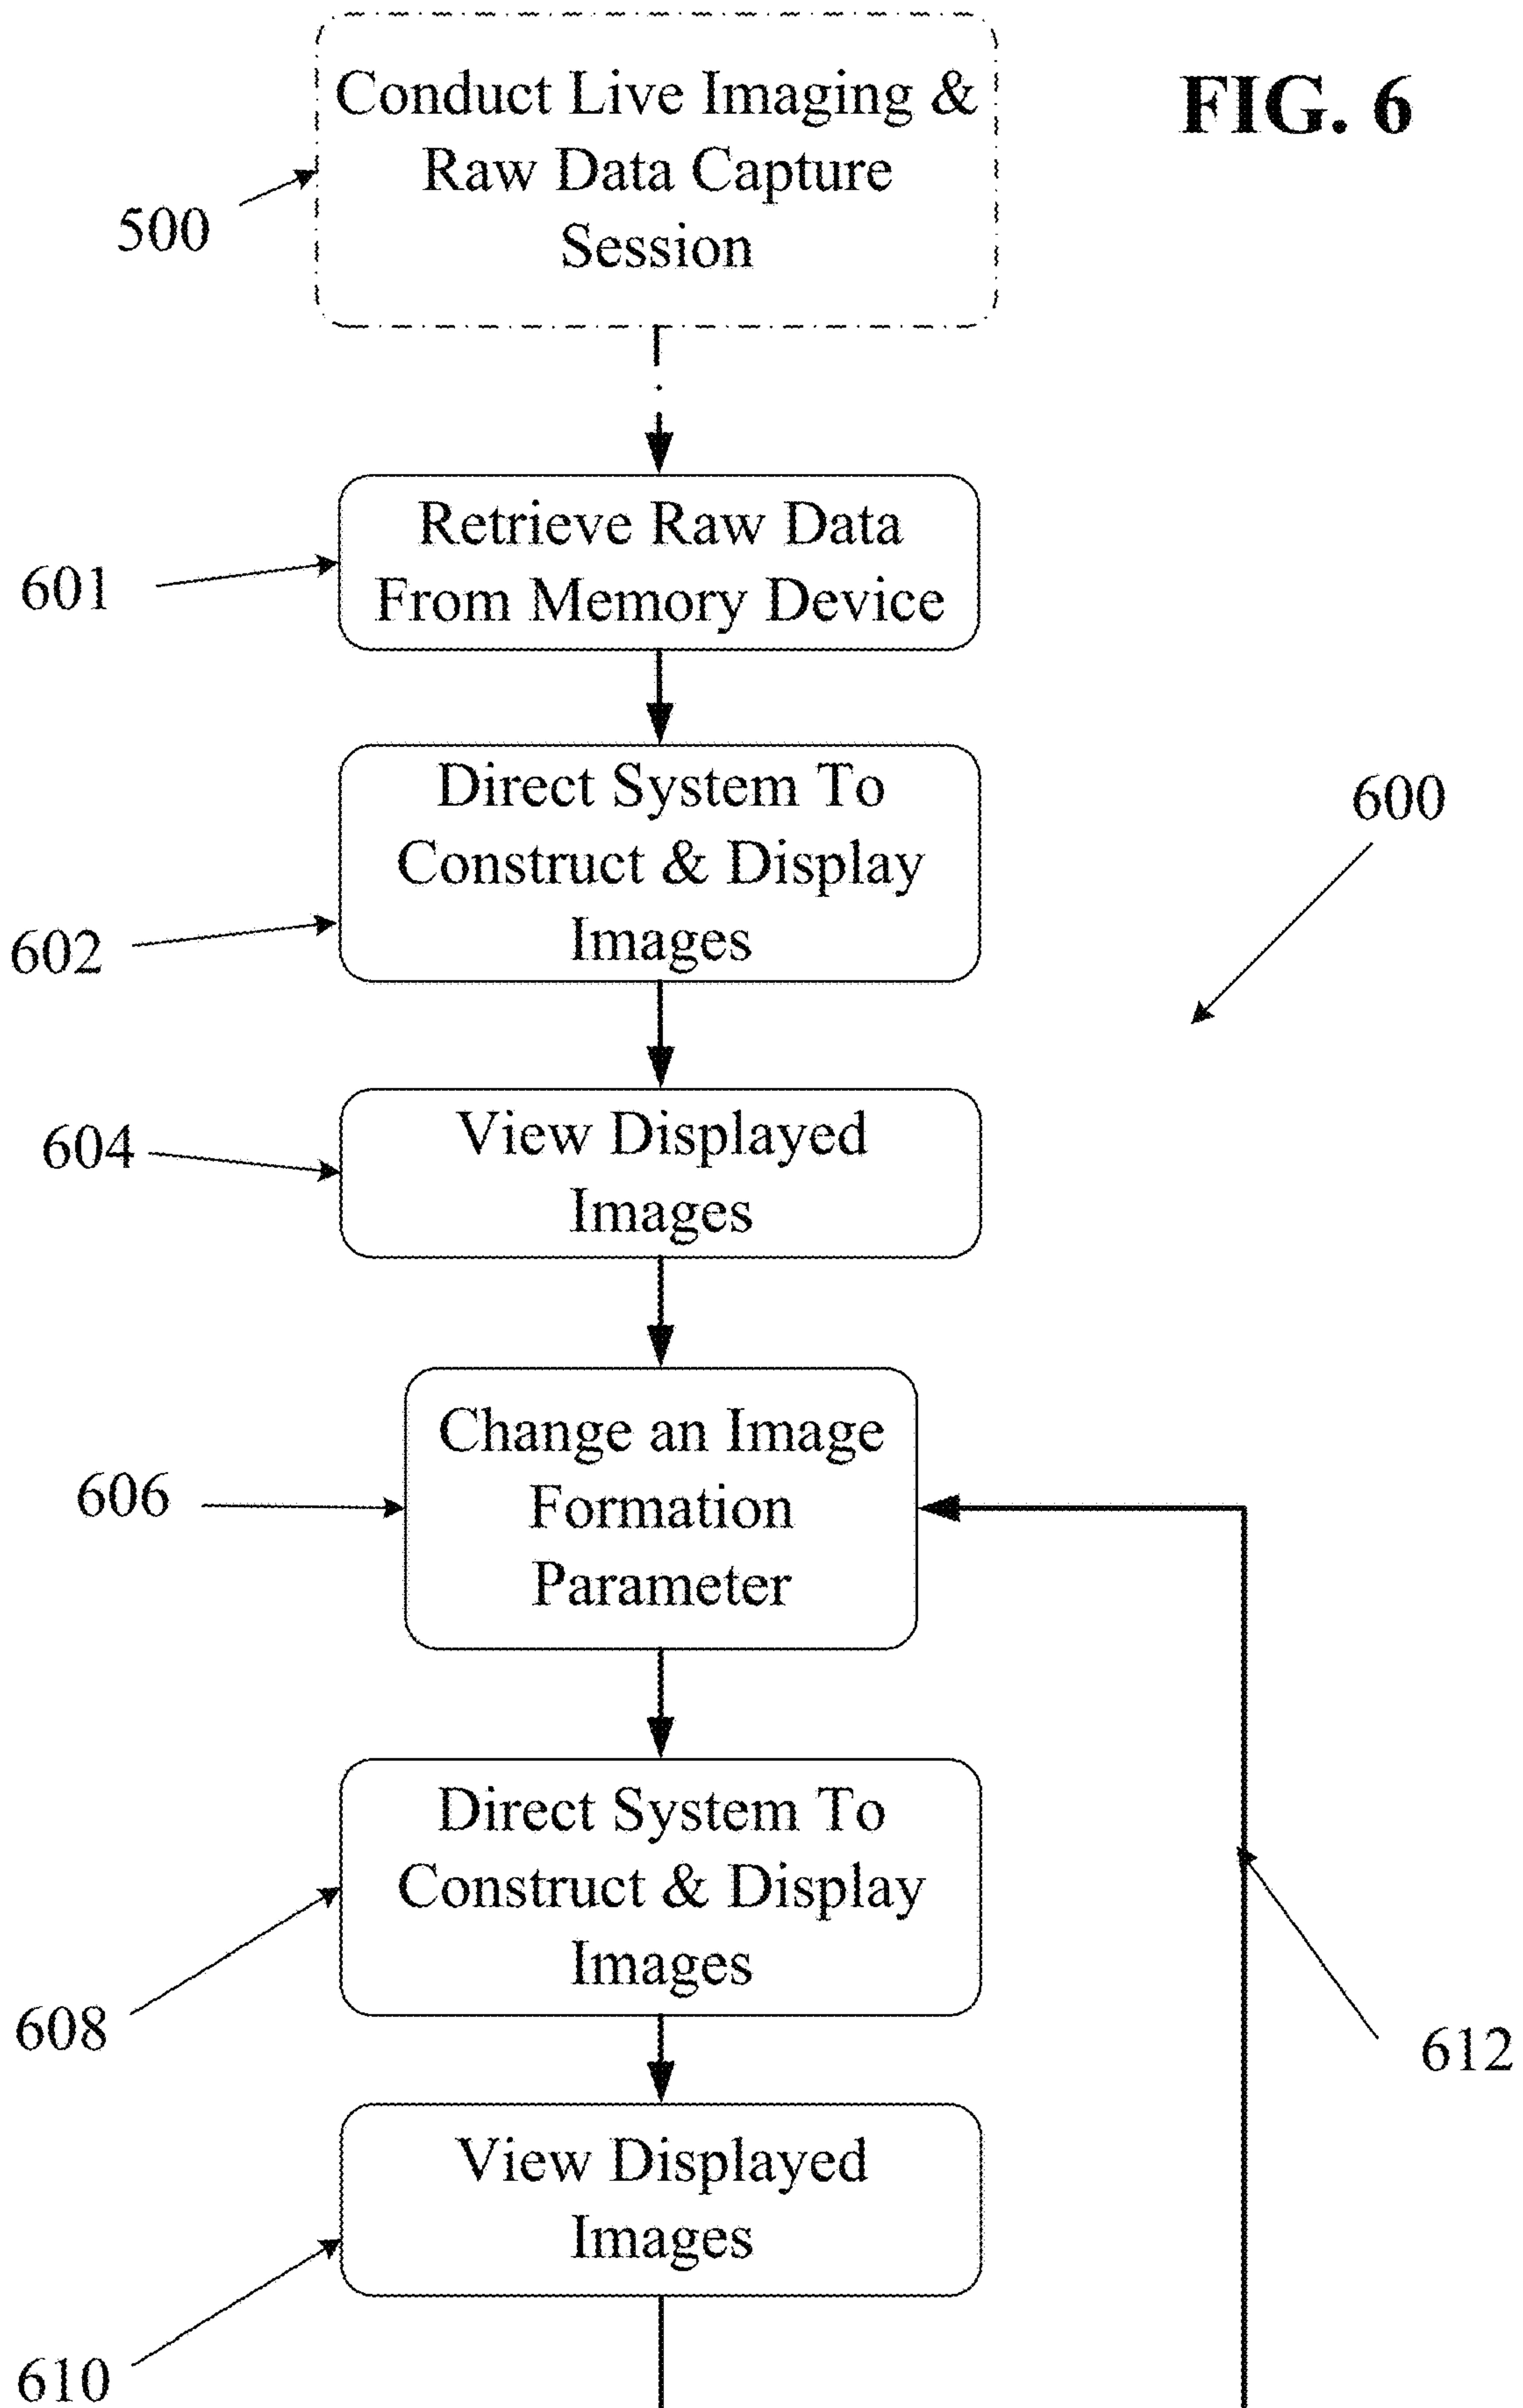 FIG. 6
Conduct Live Imaging &
Raw Data Capture
Session
500
Retrieve Raw Data
From Memory Device
601
Direct System To
Construct & Display
Images
602
600
View Displayed
Images
604
Change an Image
Formation
Parameter
606
Direct System To
Construct & Display
Images
608
612
View Displayed
Images
610